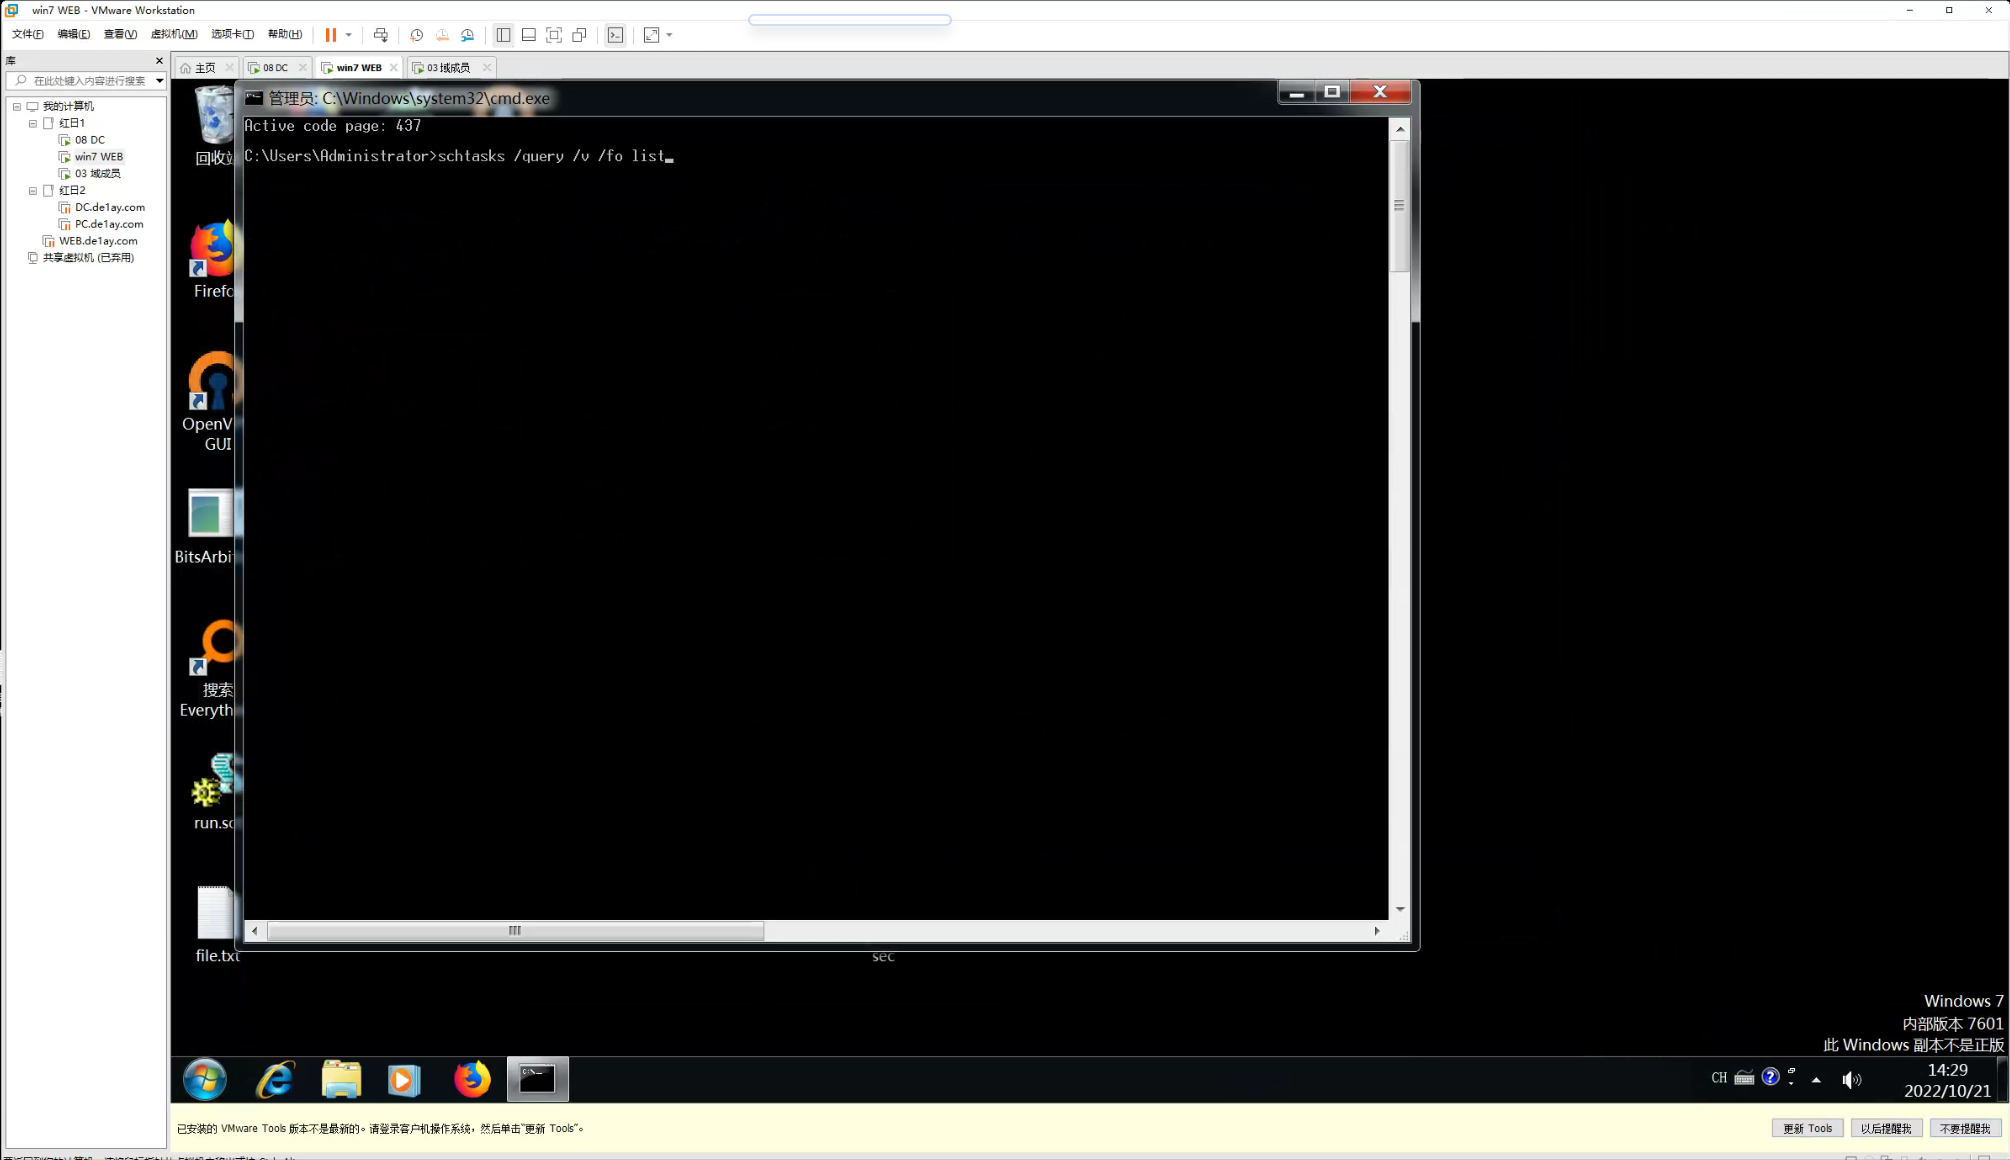 win7 WEB - VMware Workstation
文件(F) 编辑(E) 查看(V) 虚拟机(M) 选项卡(T) 帮助(H)
库
主页 08 DC win7 WEB 03 域成员
在此处键入内容进行搜索
我的计算机
红日1
08 DC
win7 WEB
03 域成员
红日2
DC.de1ay.com
PC.de1ay.com
WEB.de1ay.com
共享虚拟机 (已弃用)
管理员: C:\Windows\system32\cmd.exe
Active code page: 437
C:\Users\Administrator>schtasks /query /v /fo list_
回收站
Firefo
OpenV
GUI
BitsArbi
搜索
Everyth
run.sc
file.txt
sec
Windows 7
内部版本 7601
此 Windows 副本不是正版
CH
14:29
2022/10/21
已安装的 VMware Tools 版本不是最新的。请登录客户机操作系统，然后单击“更新 Tools”。
更新 Tools 以后提醒我 不要提醒我